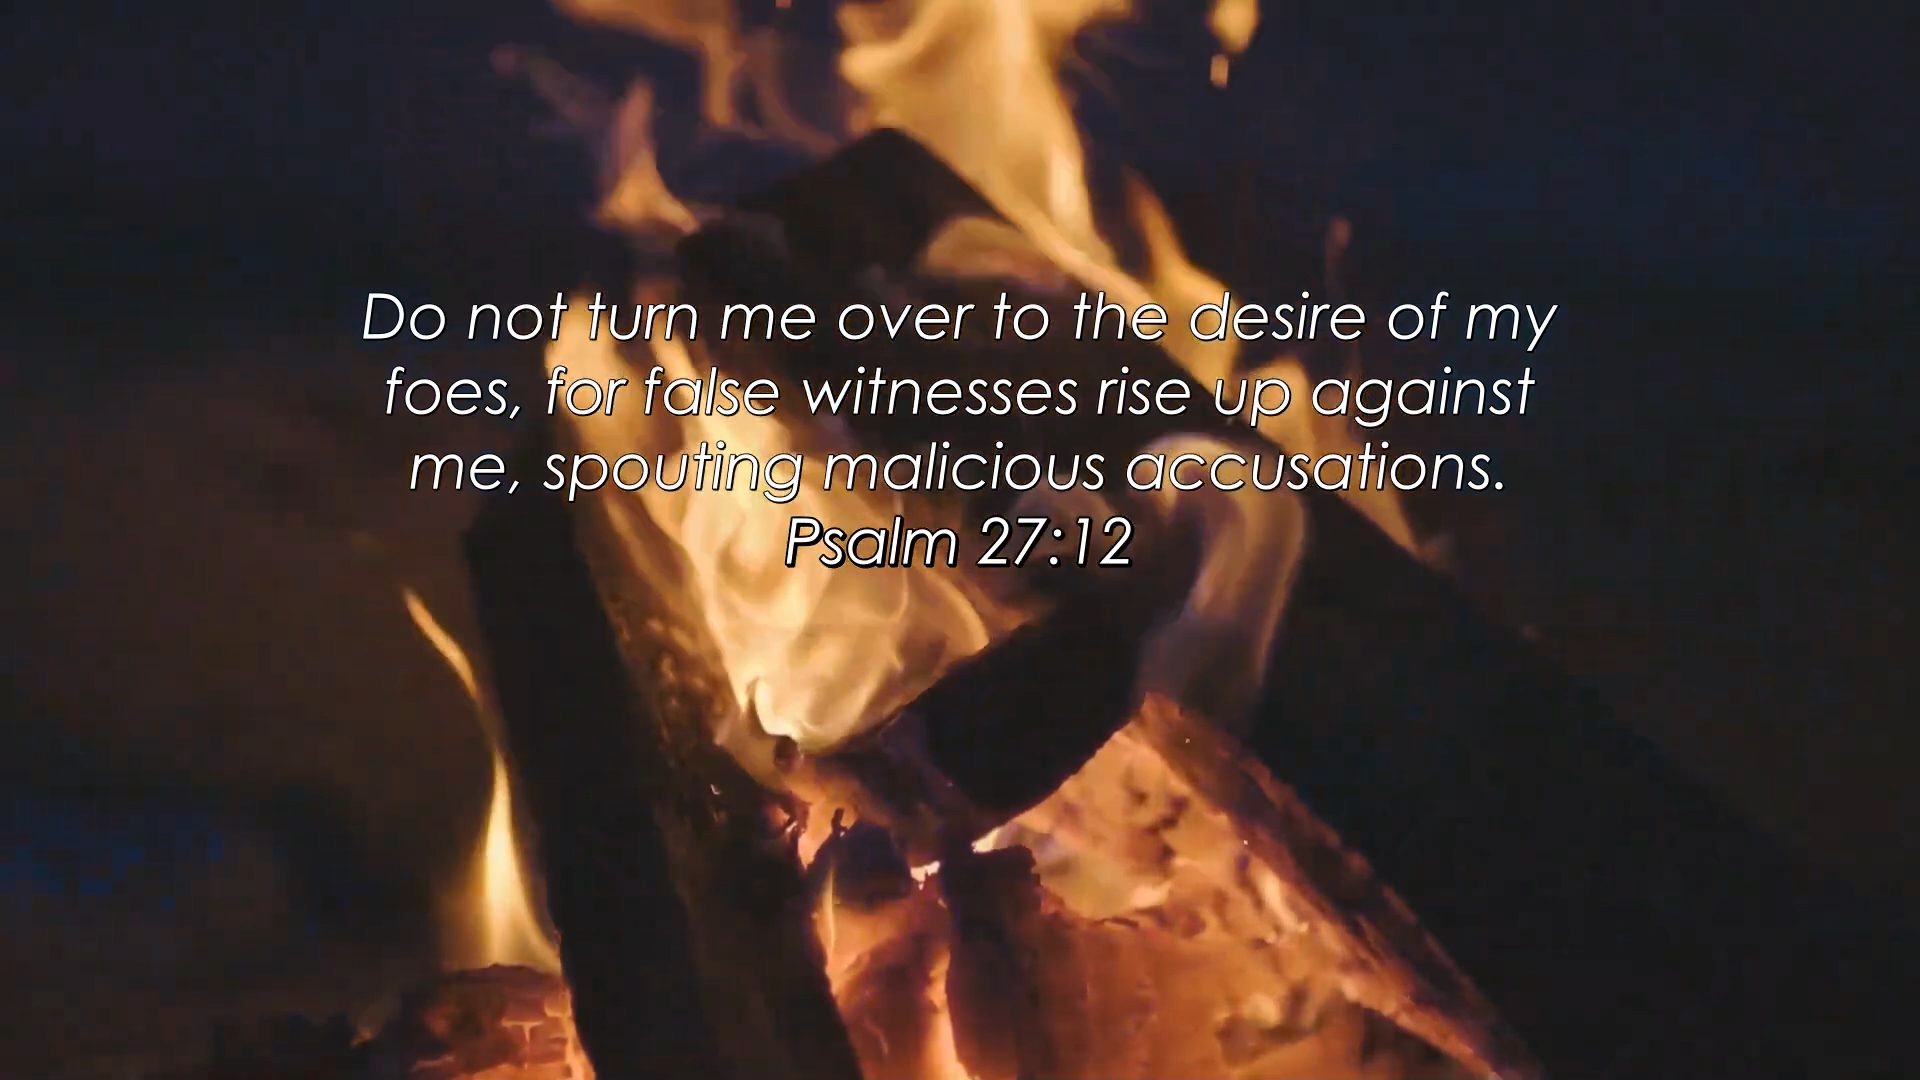 Do not turn me over to the desire of my
foes, for false witnesses rise up against
me, spouting malicious accusations.
Psalm 27:12